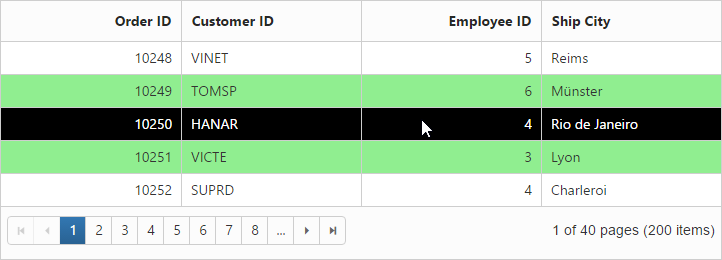 Order ID Customer ID Employee ID Ship City
10248 VINET 5 Reims
10249 TOMSP 6 Münster
10250 HANAR 4 Rio de Janeiro
10251 VICTE 3 Lyon
10252 SUPRD 4 Charleroi
1 2 3 4 5 6 7 8 ... 1 of 40 pages (200 items)